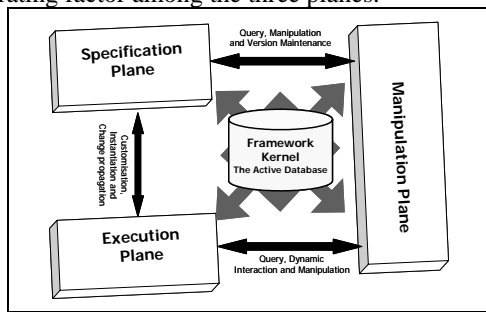 rating factor among the three planes.
Query, Manipulation
and Version Maintenance
Specification
Plane
Manipulation Plane
Framework
Kernel
The Active Database
Customisation,
Instantiation and
Change propagation
Execution
Plane
Query, Dynamic
Interaction and Manipulation